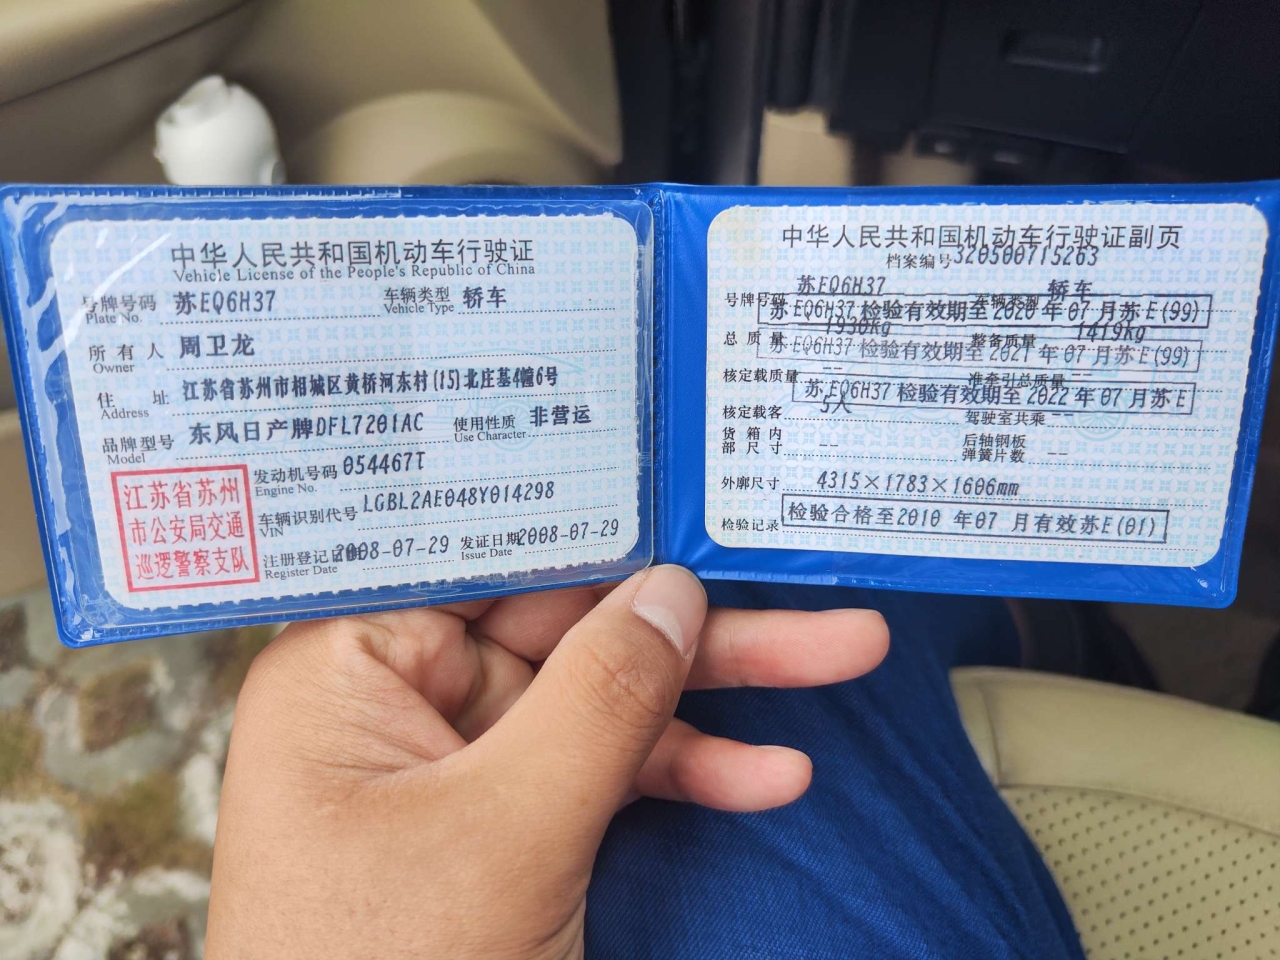 中华人民共和国机动车行驶证
Vehicle License of the People's Republic of China
号牌号码 苏EQ6H37 车辆类型 轿车
Plate No. Vehicle Type
所有人 周卫龙
Owner
住址 江苏省苏州市相城区黄桥河东村(15)北庄基4幢6号
Address
品牌型号 东风日产牌DFL7201AC 使用性质 非营运
Model Use Character
江苏省苏州
市公安局交通
巡逻警察支队
发动机号码 054467T
Engine No.
车辆识别代号 LGBL2AE048Y014298
VIN
注册登记日期 2008-07-29 发证日期 2008-07-29
Register Date Issue Date
中华人民共和国机动车行驶证副页
档案编号 320500715263
苏EQ6H37 轿车
号牌号码 车辆类型
苏EQ6H37 检验有效期至2020年07月苏E(99)
1930Kg 1419Kg
总质量 整备质量
苏EQ6H37 检验有效期至2021年07月苏E(99)
核定载质量 -- 准牵引总质量 --
苏EQ6H37 检验有效期至2022年07月苏E
5人
核定载客 驾驶室共乘 --
货箱内部尺寸 -- 后轴钢板弹簧片数 --
外廓尺寸 4315×1783×1606mm
检验记录 检验合格至2010年07月有效苏E(01)